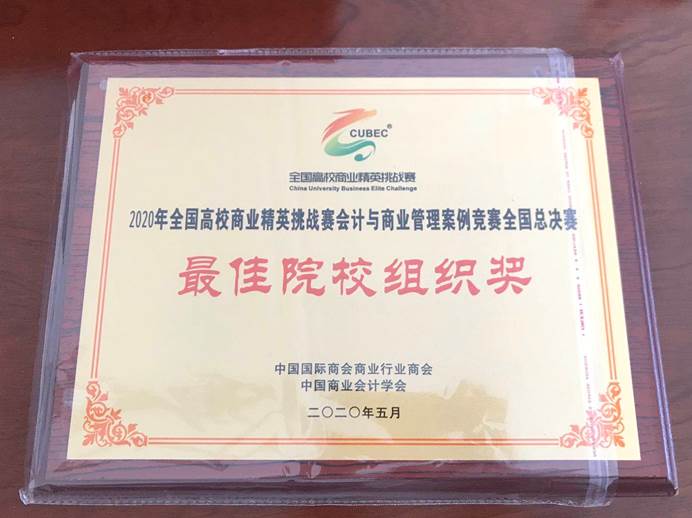 CUBEC®
全国高校商业精英挑战赛
China University Business Elite Challenge
2020年全国高校商业精英挑战赛会计与商业管理案例竞赛全国总决赛
最佳院校组织奖
中国国际商会商业行业商会
中国商业会计学会
二〇二〇年五月